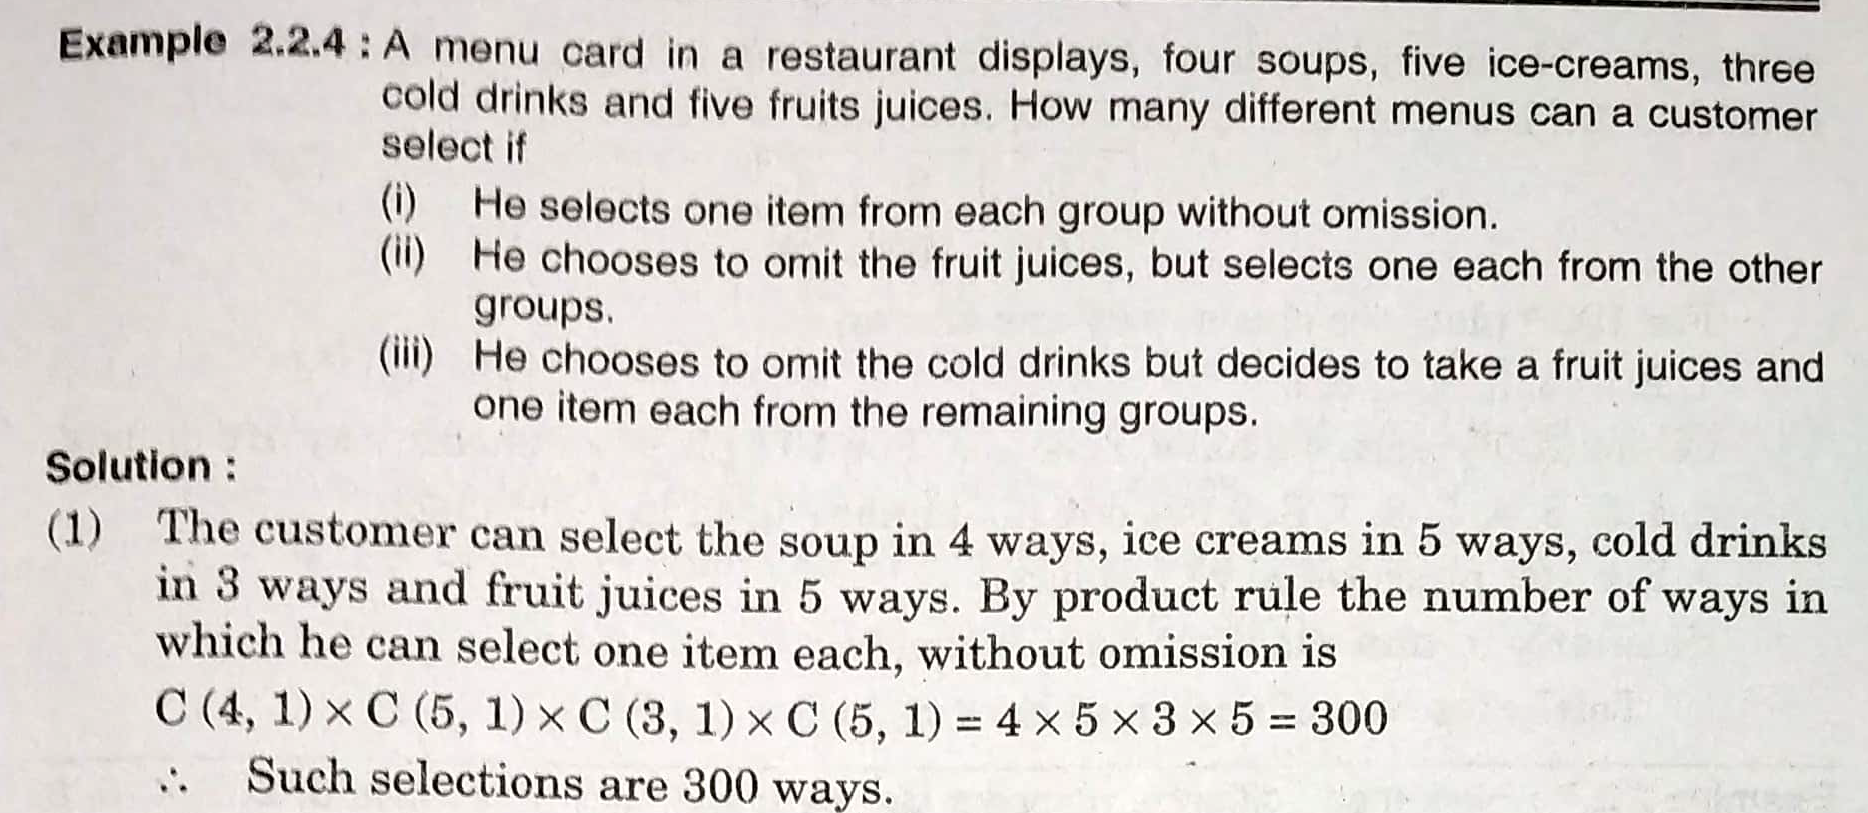 Example 2.2.4 : A menu card in a restaurant displays, four soups, five ice-creams, three
cold drinks and five fruits juices. How many different menus can a customer
select if
(i) He selects one item from each group without omission.
(ii) He chooses to omit the fruit juices, but selects one each from the other
groups.
(iii) He chooses to omit the cold drinks but decides to take a fruit juices and
one item each from the remaining groups.
Solution :
(1) The customer can select the soup in 4 ways, ice creams in 5 ways, cold drinks
in 3 ways and fruit juices in 5 ways. By product rule the number of ways in
which he can select one item each, without omission is
C (4, 1) × C (5, 1) × C (3, 1) × C (5, 1) = 4 × 5 × 3 × 5 = 300
∴ Such selections are 300 ways.